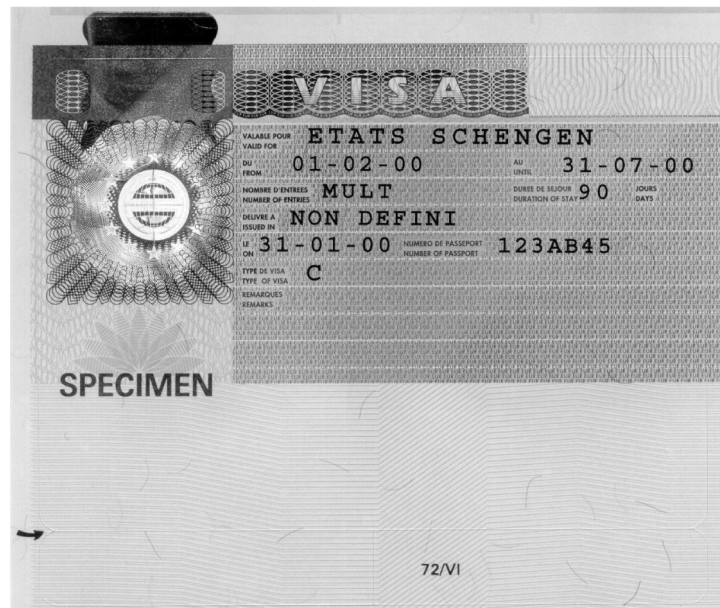 VISA
VALABLE POUR ETATS SCHENGEN
VALID FOR
DU 01-02-00 AU 31-07-00
FROM UNTIL
NOMBRE D'ENTREES MULT DUREE DE SEJOUR 90 JOURS
NUMBER OF ENTRIES DURATION OF STAY DAYS
DELIVRE A NON DEFINI
ISSUED IN
LE 31-01-00 NUMERO DE PASSEPORT 123AB45
ON NUMBER OF PASSPORT
TYPE DE VISA C
TYPE OF VISA
REMARQUES
REMARKS
SPECIMEN
72/VI